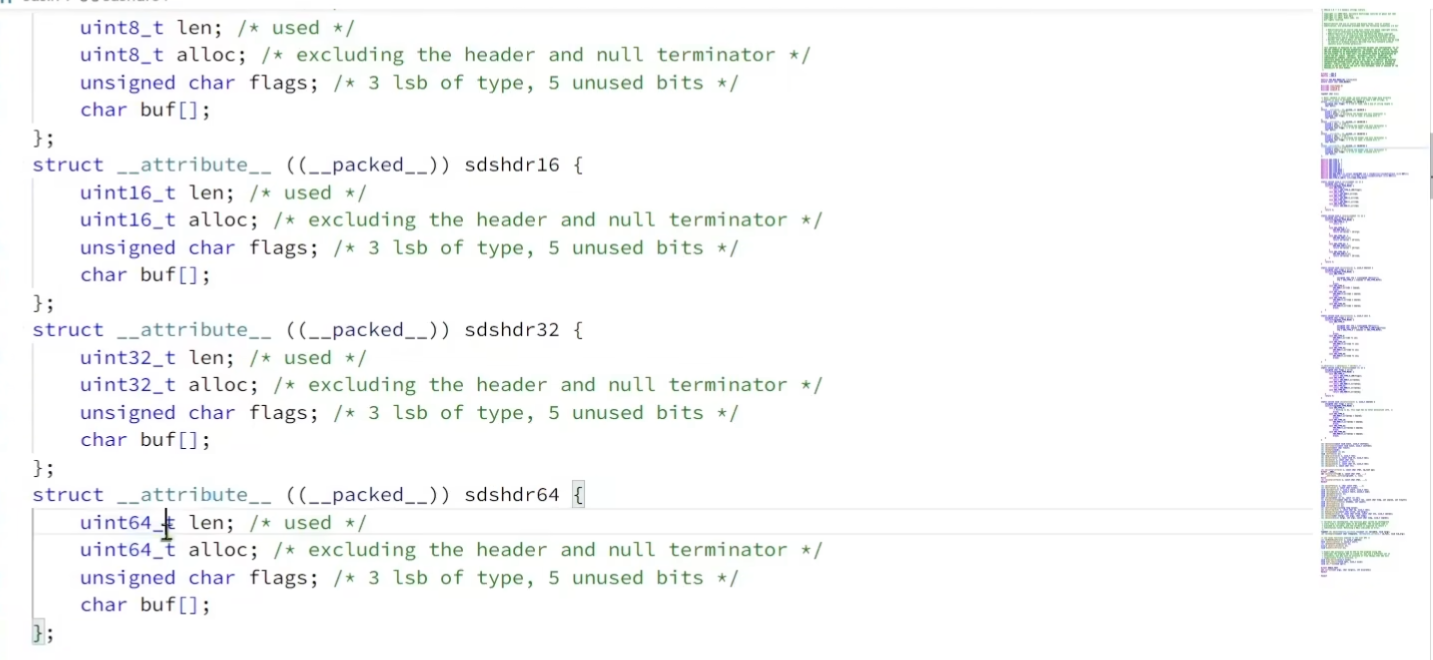 uint8_t len; /* used */
uint8_t alloc; /* excluding the header and null terminator */
unsigned char flags; /* 3 lsb of type, 5 unused bits */
char buf[];
};
struct __attribute__ ((__packed__)) sdshdr16 {
uint16_t len; /* used */
uint16_t alloc; /* excluding the header and null terminator */
unsigned char flags; /* 3 lsb of type, 5 unused bits */
char buf[];
};
struct __attribute__ ((__packed__)) sdshdr32 {
uint32_t len; /* used */
uint32_t alloc; /* excluding the header and null terminator */
unsigned char flags; /* 3 lsb of type, 5 unused bits */
char buf[];
};
struct __attribute__ ((__packed__)) sdshdr64 {
uint64_t len; /* used */
uint64_t alloc; /* excluding the header and null terminator */
unsigned char flags; /* 3 lsb of type, 5 unused bits */
char buf[];
};